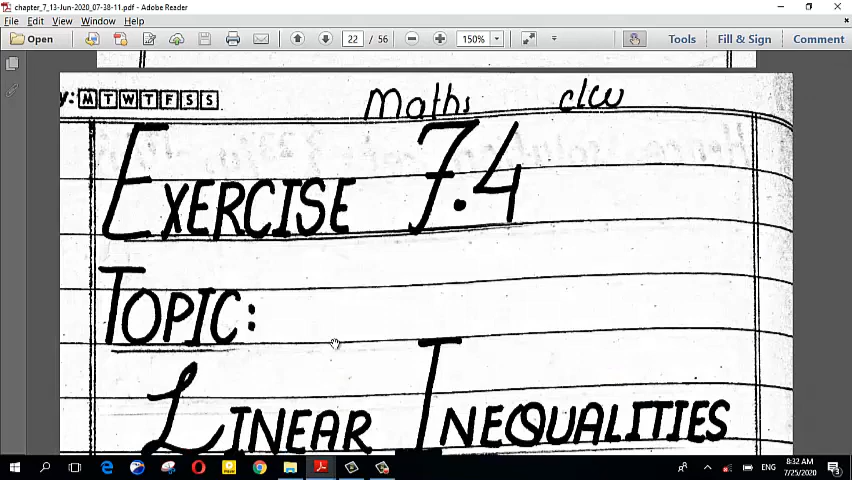 chapter_7_13-Jun-2020_07-38-11.pdf - Adobe Reader
File Edit View Window Help
Open 22 / 56 150% Tools Fill & Sign Comment
y: M T W T F S S Maths c/w
EXERCISE 7.4
TOPIC:
LINEAR INEQUALITIES
ENG 8:32 AM
7/25/2020